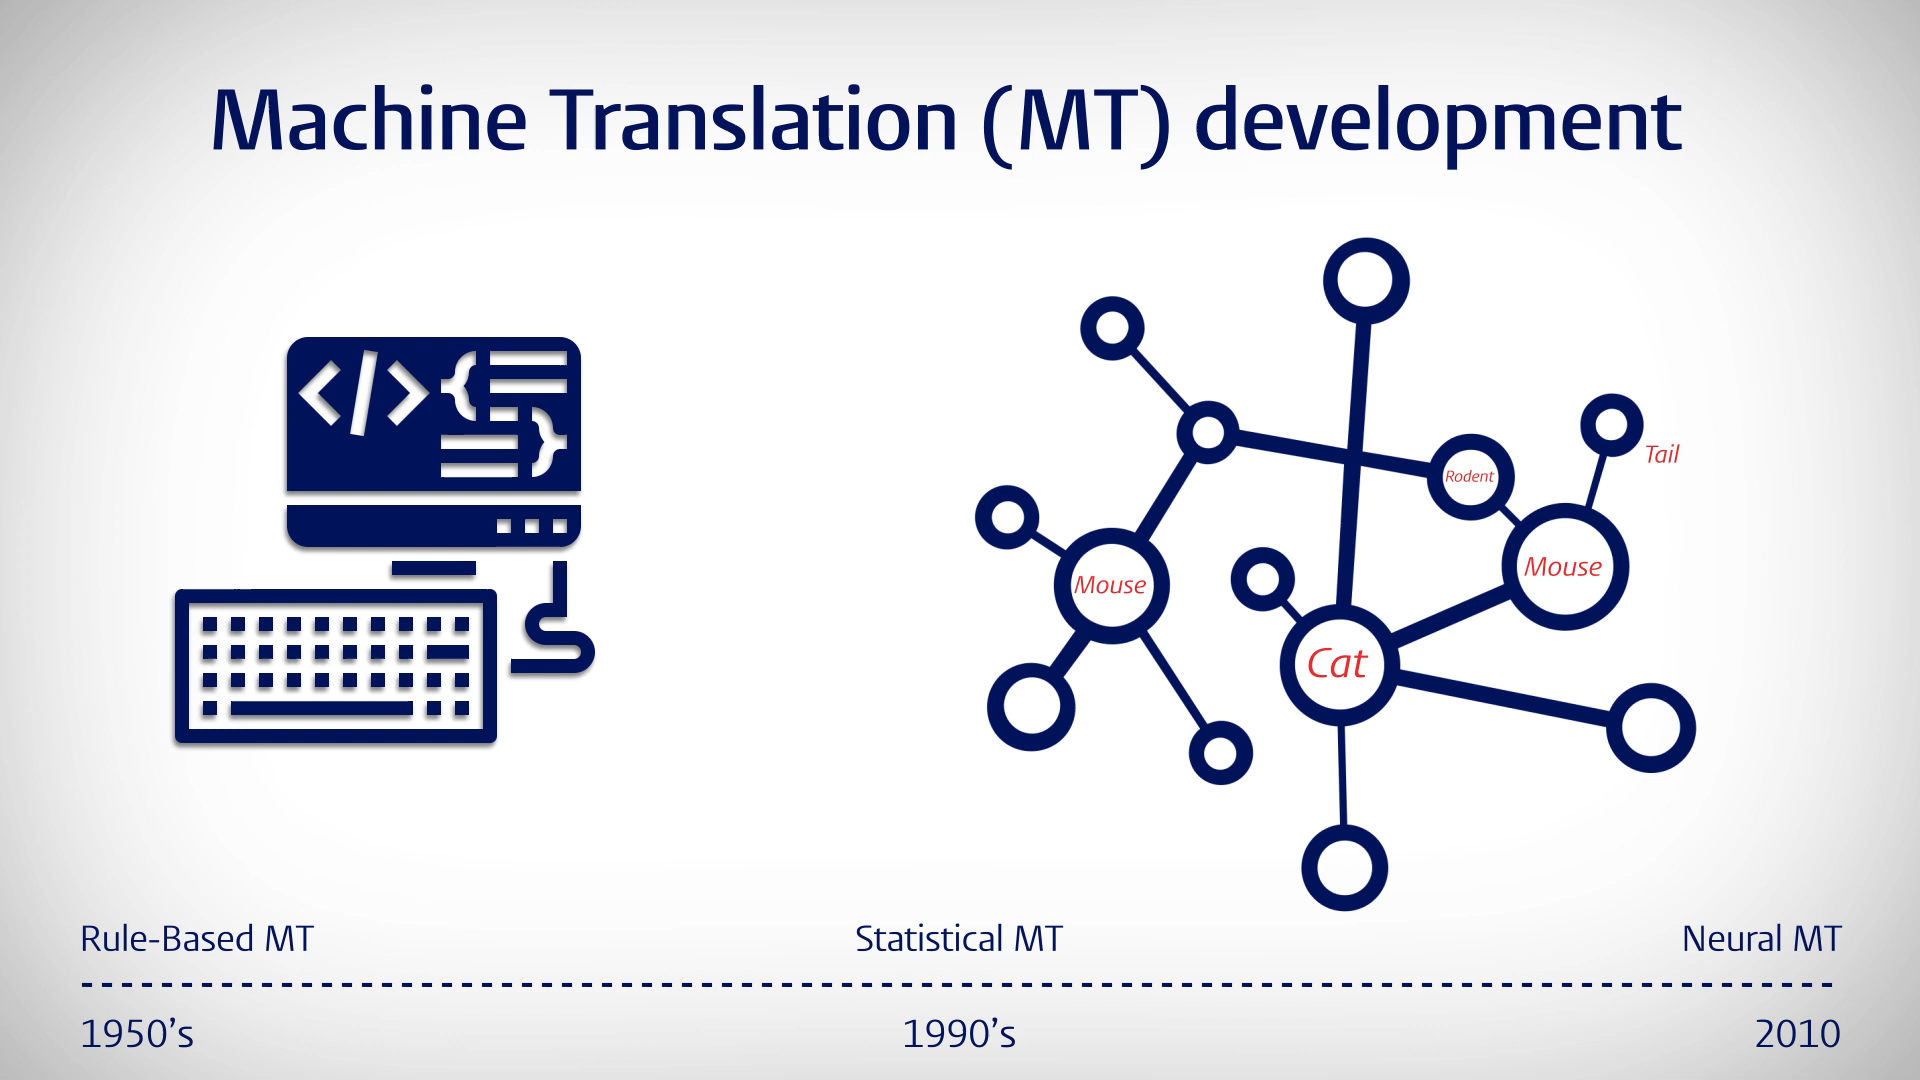 Machine Translation (MT) development
Tail
Rodent
Mouse
Mouse
Cat
Rule-Based MT
Statistical MT
Neural MT
1950’s
1990’s
2010